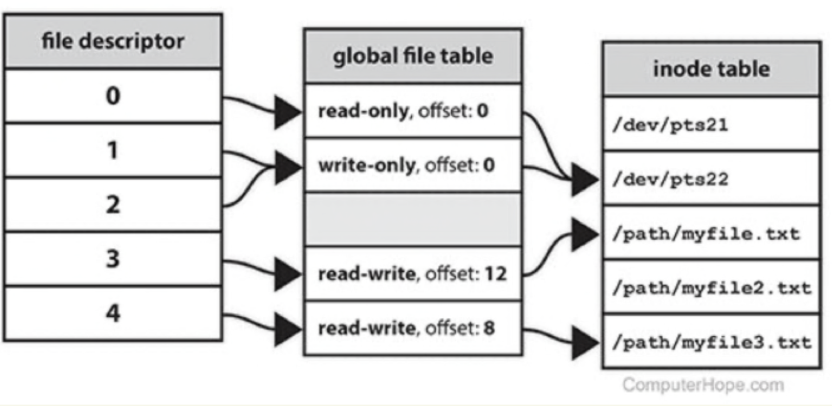 file descriptor
0
1
2
3
4
global file table
read-only, offset: 0
write-only, offset: 0
read-write, offset: 12
read-write, offset: 8
inode table
/dev/pts21
/dev/pts22
/path/myfile.txt
/path/myfile2.txt
/path/myfile3.txt
ComputerHope.com